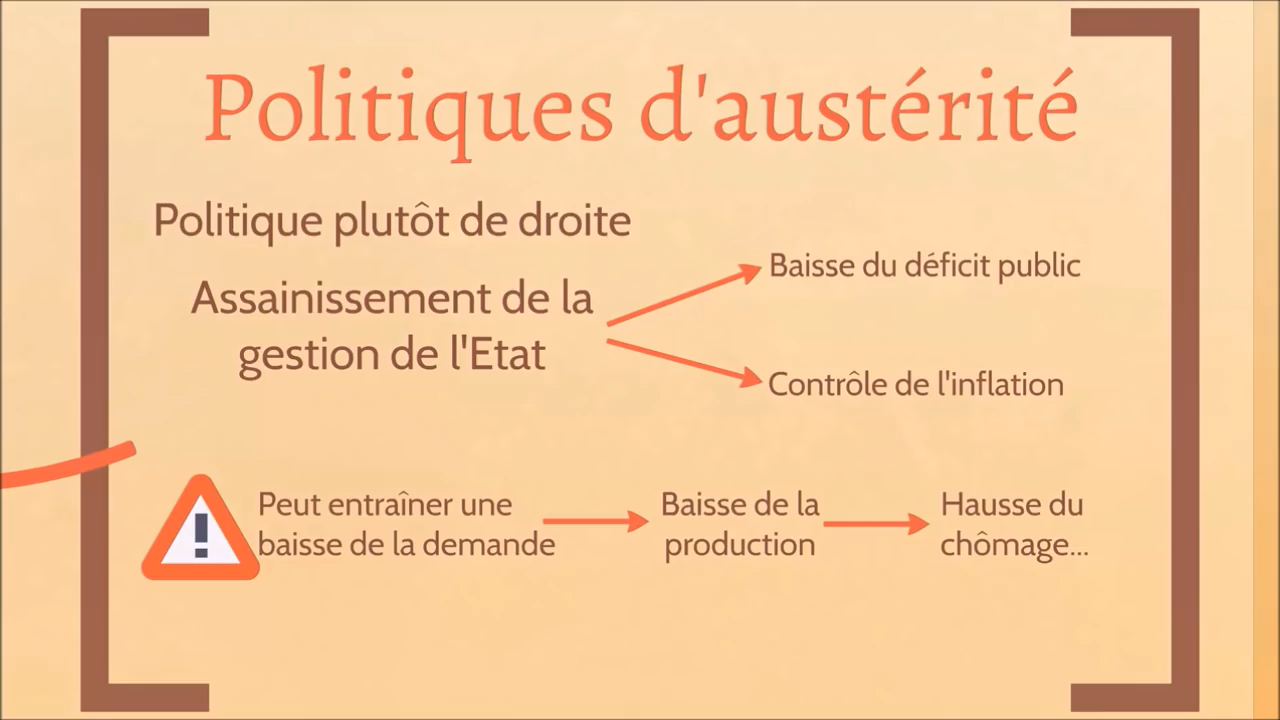 Politiques d'austérité
Politique plutôt de droite
Assainissement de la
gestion de l'Etat
Baisse du déficit public
Contrôle de l'inflation
Peut entraîner une
baisse de la demande
Baisse de la
production
Hausse du
chômage...